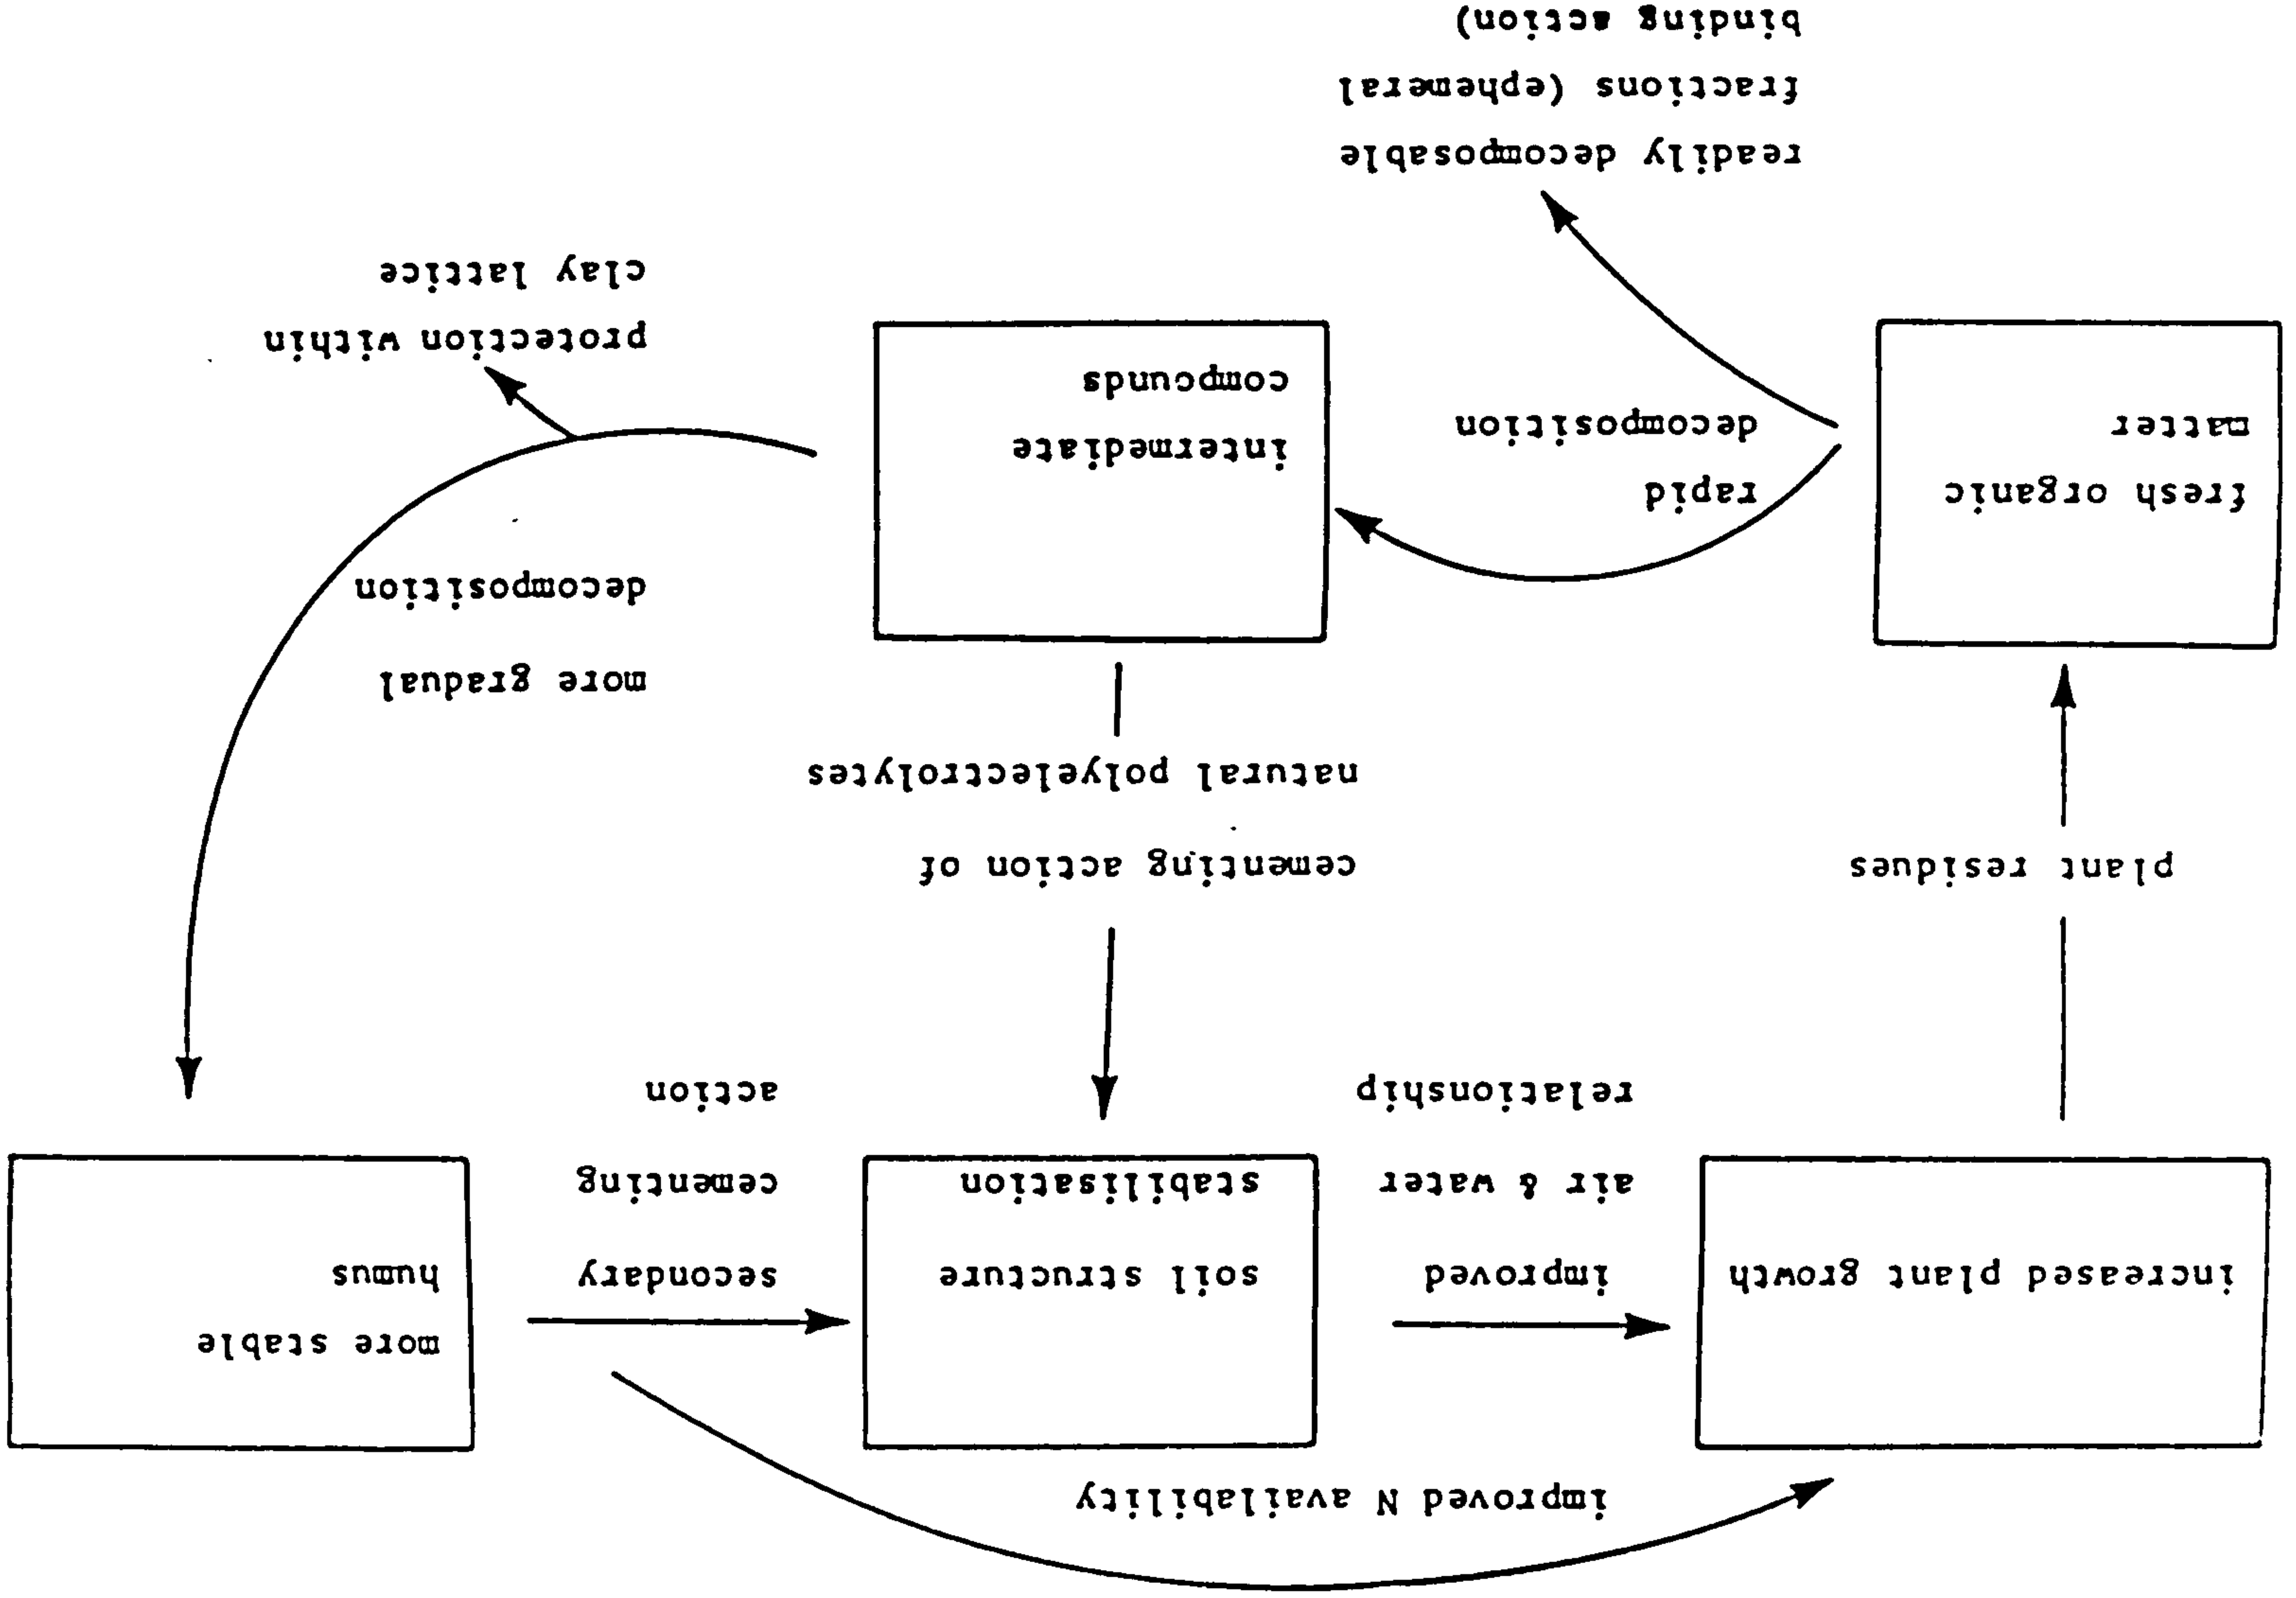 improved N availability
increased plant growth
improved
air & water
relationship
soil structure
stabilisation
secondary
cementing
action
more stable
humus
plant residues
cementing action of
natural polyelectrolytes
more gradual
decomposition
fresh organic
matter
rapid
decomposition
intermediate
compounds
protection within
clay lattice
readily decomposable
fractions (ephemeral
binding action)